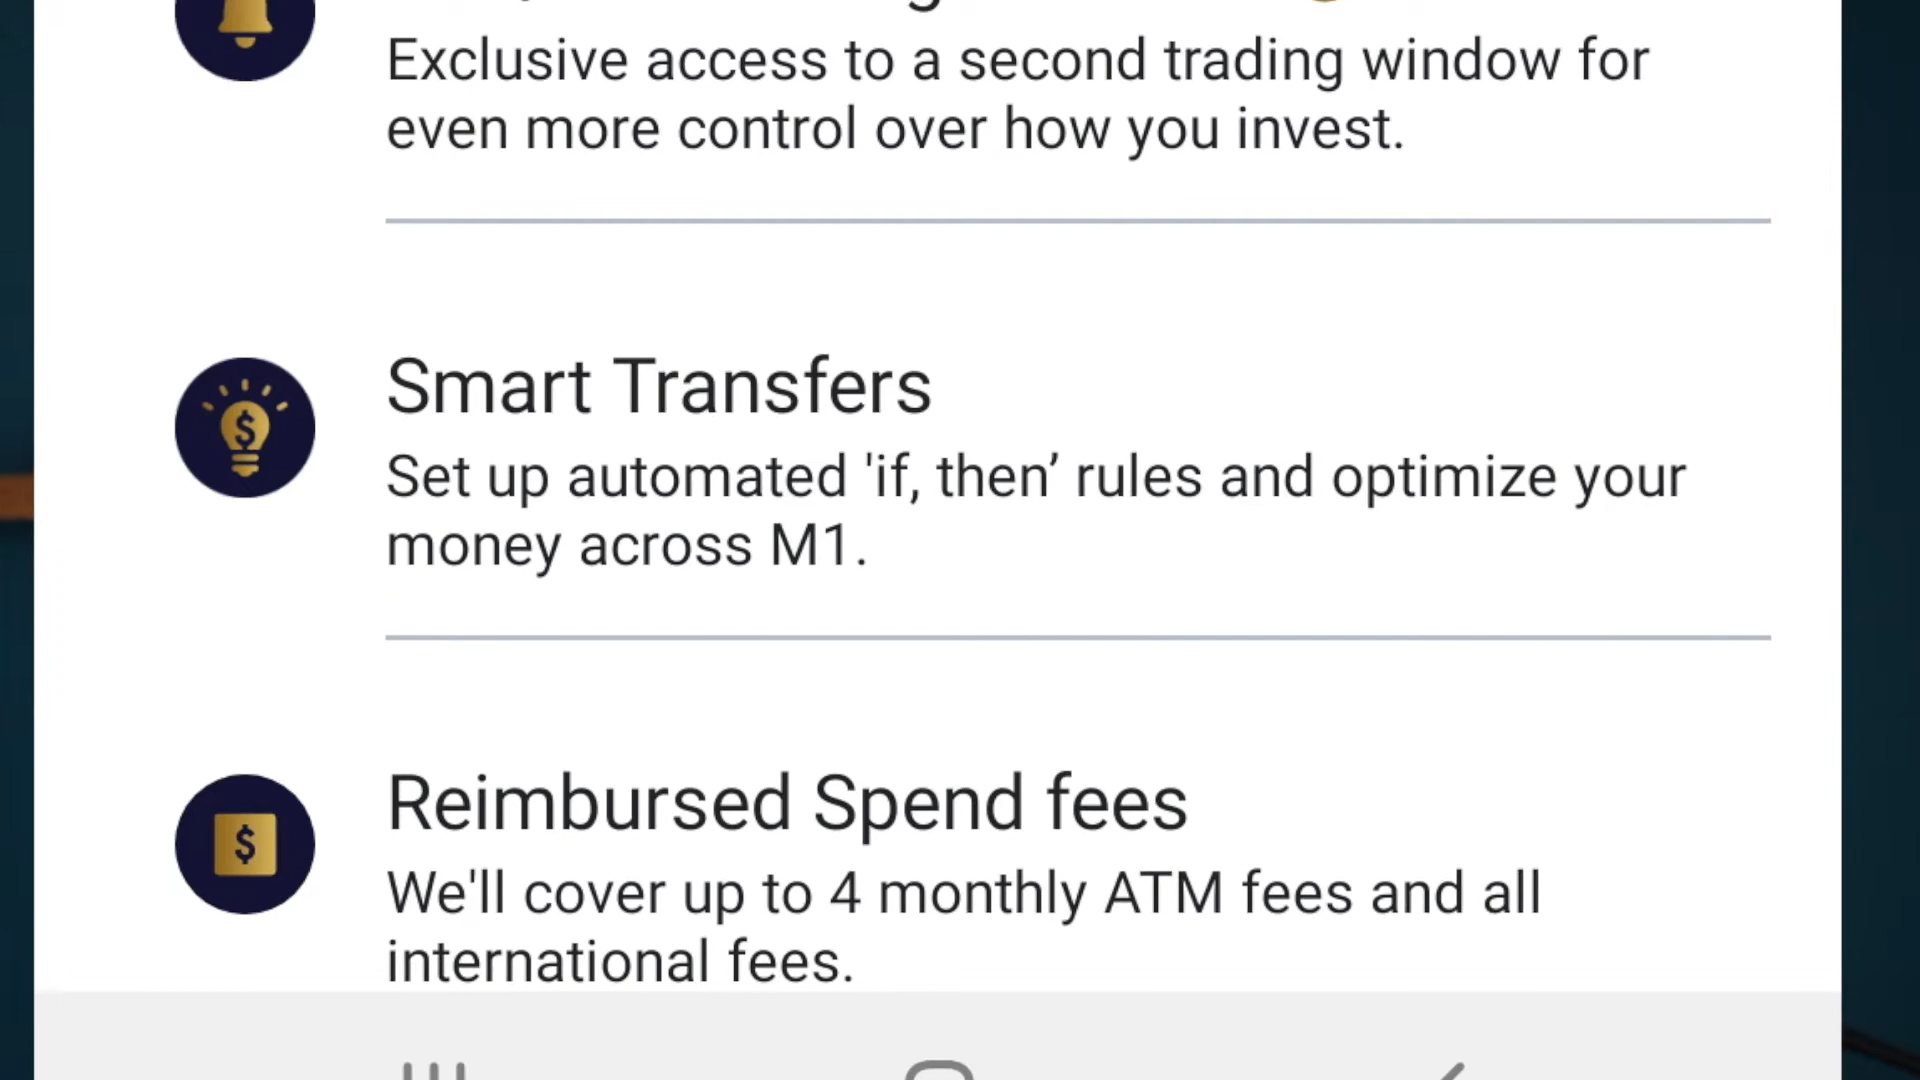 Exclusive access to a second trading window for
even more control over how you invest.
Smart Transfers
Set up automated 'if, then’ rules and optimize your
money across M1.
Reimbursed Spend fees
We'll cover up to 4 monthly ATM fees and all
international fees.